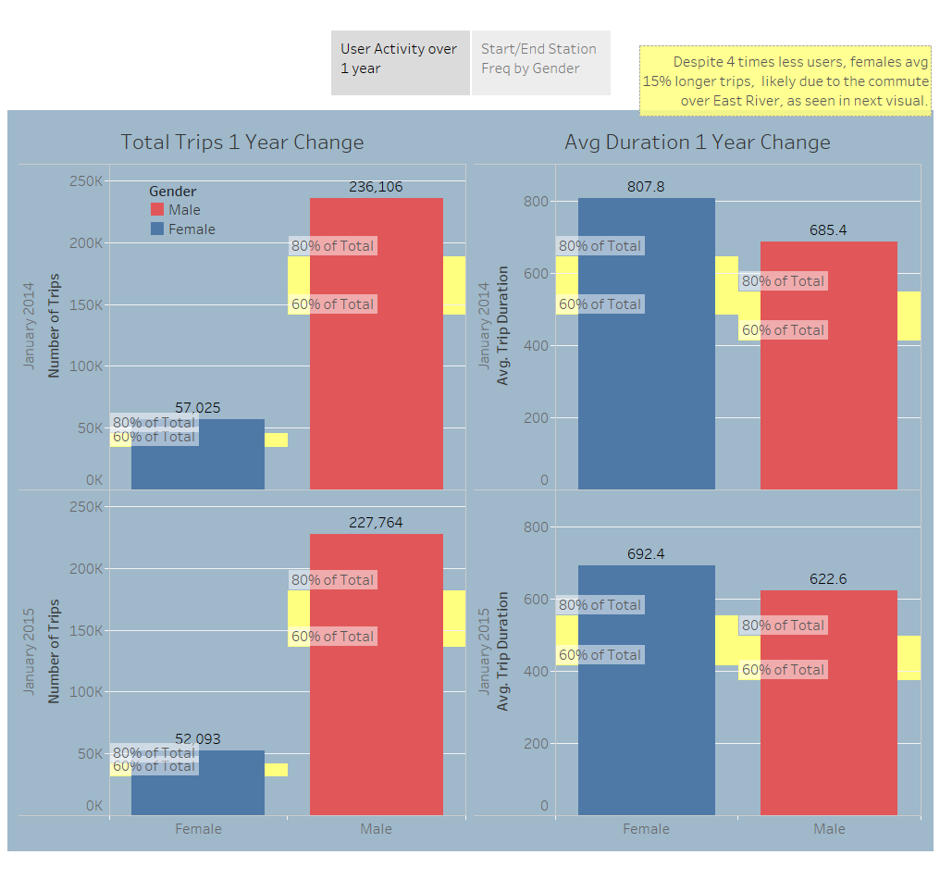 User Activity over
1 year
Start/End Station
Freq by Gender
Despite 4 times less users, females avg
15% longer trips,  likely due to the commute
over East River, as seen in next visual.
Total Trips 1 Year Change
Avg Duration 1 Year Change
January 2014
Number of Trips
250K
200K
150K
100K
50K
0K
Gender
Male
Female
57,025
80% of Total
60% of Total
236,106
80% of Total
60% of Total
January 2014
Avg. Trip Duration
800
600
400
200
0
807.8
80% of Total
60% of Total
685.4
80% of Total
60% of Total
January 2015
Number of Trips
250K
200K
150K
100K
50K
0K
52,093
80% of Total
60% of Total
227,764
80% of Total
60% of Total
January 2015
Avg. Trip Duration
800
600
400
200
0
692.4
80% of Total
60% of Total
622.6
80% of Total
60% of Total
Female
Male
Female
Male